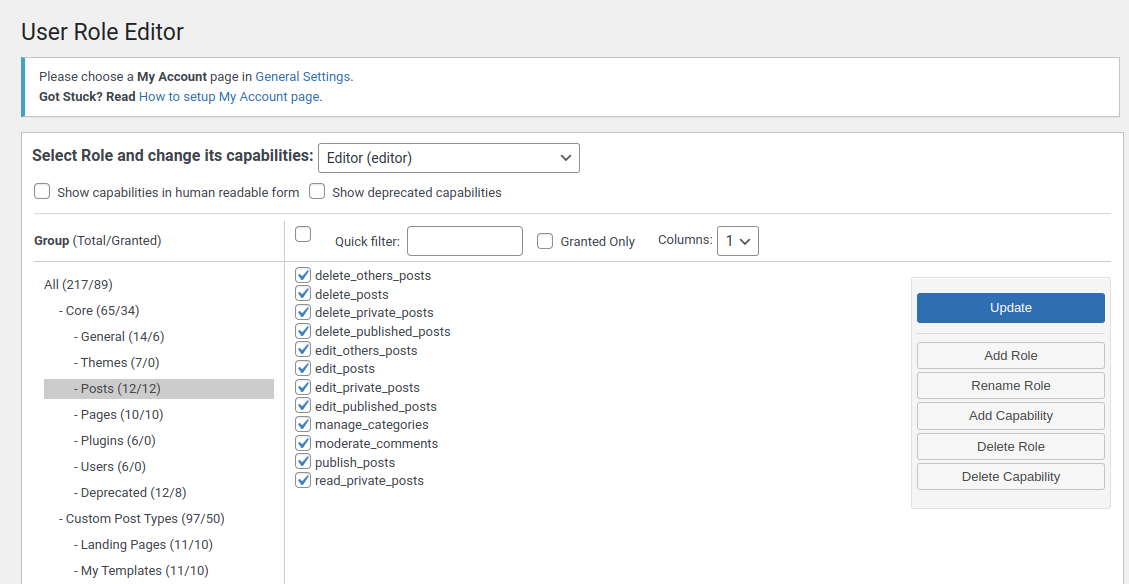 User Role Editor
Please choose a My Account page in General Settings.
Got Stuck? Read How to setup My Account page.
Select Role and change its capabilities: Editor (editor)
Show capabilities in human readable form Show deprecated capabilities
Group (Total/Granted)
Quick filter: Granted Only Columns: 1
All (217/89)
- Core (65/34)
- General (14/6)
- Themes (7/0)
- Posts (12/12)
- Pages (10/10)
- Plugins (6/0)
- Users (6/0)
- Deprecated (12/8)
- Custom Post Types (97/50)
- Landing Pages (11/10)
- My Templates (11/10)
delete_others_posts
delete_posts
delete_private_posts
delete_published_posts
edit_others_posts
edit_posts
edit_private_posts
edit_published_posts
manage_categories
moderate_comments
publish_posts
read_private_posts
Update
Add Role
Rename Role
Add Capability
Delete Role
Delete Capability